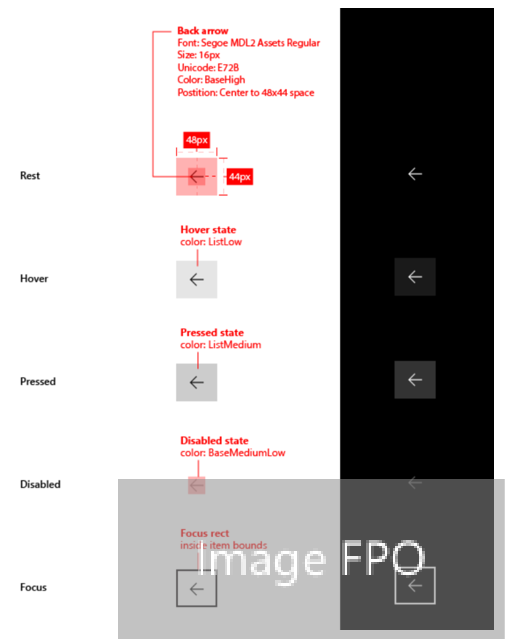 Back arrow
Font: Segoe MDL2 Assets Regular
Size: 16px
Unicode: E72B
Color: BaseHigh
Postition: Center to 48x44 space
48px
Rest
44px
Hover state
color: ListLow
Hover
Pressed state
color: ListMedium
Pressed
Disabled state
color: BaseMediumLow
Disabled
Focus rect
inside item bounds
Image FPO
Focus